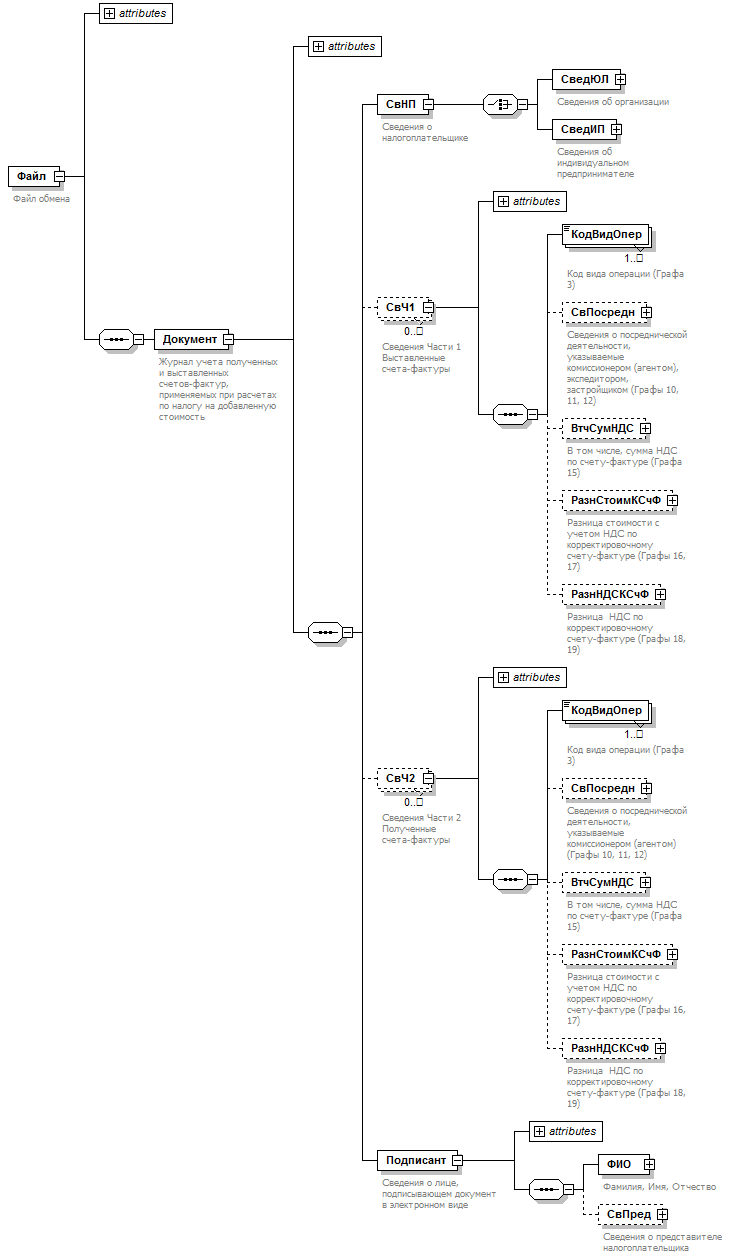 attributes
Файл
Файл обмена
Документ
Журнал учета полученных
и выставленных
счетов-фактур,
применяемых при расчетах
по налогу на добавленную
стоимость
attributes
СвНП
Сведения о
налогоплательщике
СведЮЛ
Сведения об организации
СведИП
Сведения об
индивидуальном
предпринимателе
СвЧ1
0..
Сведения Части 1
Выставленные
счета-фактуры
attributes
КодВидОпер
1..
Код вида операции (Графа
3)
СвПосредн
Сведения о посреднической
деятельности,
указываемые
комиссионером (агентом),
экспедитором,
застройщиком (Графы 10,
11, 12)
ВтчСумНДС
В том числе, сумма НДС
по счету-фактуре (Графа
15)
РазнСтоимКСчФ
Разница стоимости с
учетом НДС по
корректировочному
счету-фактуре (Графы 16,
17)
РазнНДСКСчФ
Разница НДС по
корректировочному
счету-фактуре (Графы 18,
19)
СвЧ2
0..
Сведения Части 2
Полученные
счета-фактуры
attributes
КодВидОпер
1..
Код вида операции (Графа
3)
СвПосредн
Сведения о посреднической
деятельности,
указываемые
комиссионером (агентом)
(Графы 10, 11, 12)
ВтчСумНДС
В том числе, сумма НДС
по счету-фактуре (Графа
15)
РазнСтоимКСчФ
Разница стоимости с
учетом НДС по
корректировочному
счету-фактуре (Графы 16,
17)
РазнНДСКСчФ
Разница НДС по
корректировочному
счету-фактуре (Графы 18,
19)
Подписант
Сведения о лице,
подписывающем документ
в электронном виде
attributes
ФИО
Фамилия, Имя, Отчество
СвПред
Сведения о представителе
налогоплательщика